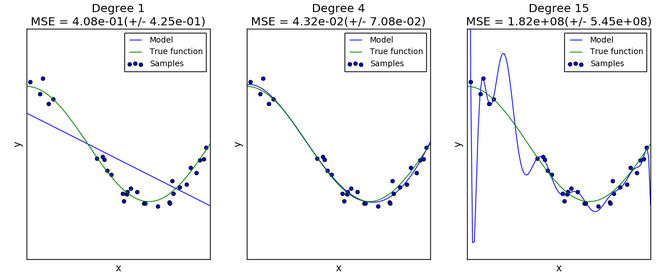 Degree 1
MSE = 4.08e-01(+/- 4.25e-01)
Model
True function
Samples
y
x
Degree 4
MSE = 4.32e-02(+/- 7.08e-02)
Model
True function
Samples
y
x
Degree 15
MSE = 1.82e+08(+/- 5.45e+08)
Model
True function
Samples
y
x